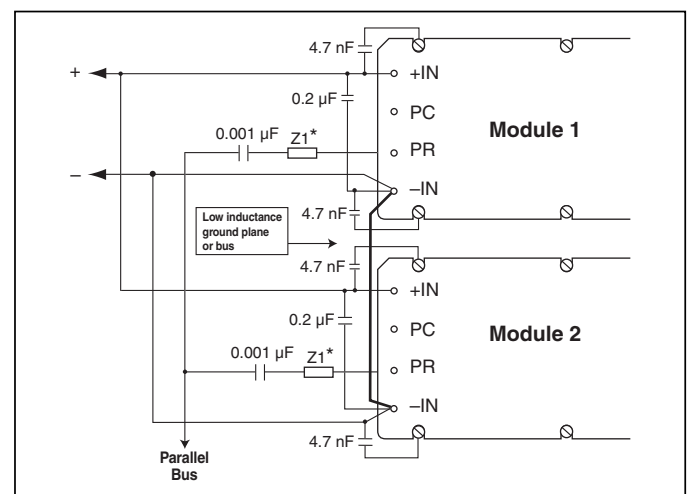 4.7 nF
+
+IN
0.2 µF
PC
Module 1
0.001 µF
Z1*
PR
–
–IN
Low inductance
ground plane
or bus
4.7 nF
4.7 nF
+IN
0.2 µF
PC
Module 2
0.001 µF
Z1*
PR
–IN
4.7 nF
Parallel
Bus